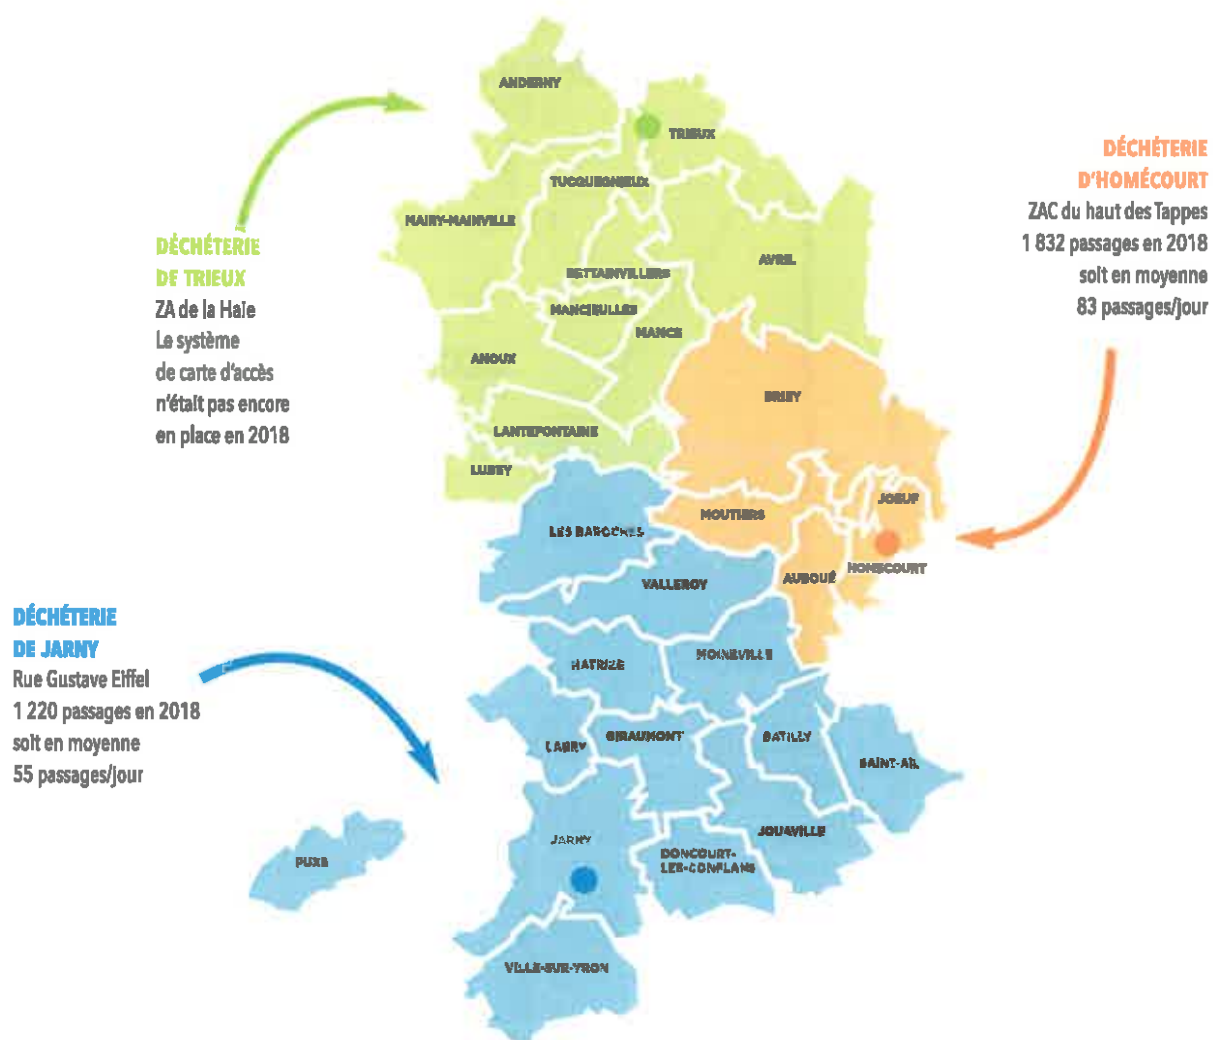 ANDERNY
TRIEUX
TUCQUEGNIEUX
MAIRY-MAINVILLE
AVRIL
BETTAINVILLERS
MANCIEULLES
MANCE
ANOUX
BRIEY
LANTEFONTAINE
LUBEY
JOEUF
MOUTIERS
LES BAROCHES
HOMECOURT
AUBOUÉ
VALLEROY
MOINEVILLE
HATRIZE
GIRAUMONT
BATILLY
LABRY
SAINT-AIL
JOUAVILLE
JARNY
DONCOURT-
LES-CONFLANS
PUXE
VILLE-SUR-YRON
DÉCHÉTERIE
DE TRIEUX
ZA de la Haie
Le système
de carte d'accès
n'était pas encore
en place en 2018
DÉCHÉTERIE
D'HOMÉCOURT
ZAC du haut des Tappes
1 832 passages en 2018
soit en moyenne
83 passages/jour
DÉCHÉTERIE
DE JARNY
Rue Gustave Eiffel
1 220 passages en 2018
soit en moyenne
55 passages/jour